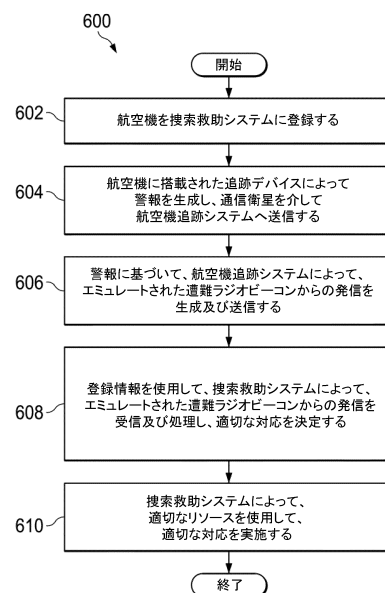 600
開始
602
航空機を捜索救助システムに登録する
604
航空機に搭載された追跡デバイスによって
警報を生成し、通信衛星を介して
航空機追跡システムへ送信する
606
警報に基づいて、航空機追跡システムによって、
エミュレートされた遭難ラジオビーコンからの発信を
生成及び送信する
608
登録情報を使用して、捜索救助システムによって、
エミュレートされた遭難ラジオビーコンからの発信を
受信及び処理し、適切な対応を決定する
610
捜索救助システムによって、
適切なリソースを使用して、
適切な対応を実施する
終了